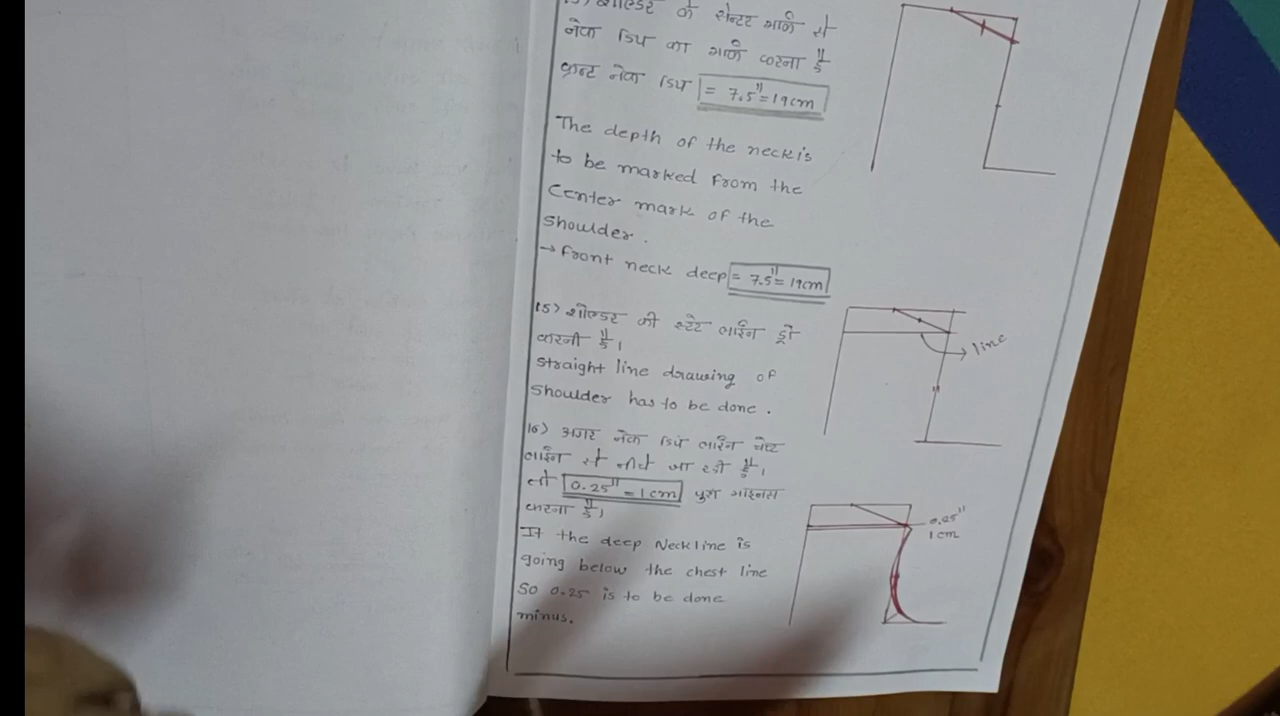 शोल्डर के सेन्टर मार्क से
नेक डिप का मार्क करना है
फ्रन्ट नेक डिप = 7.5"=19cm
The depth of the neck is
to be marked from the
Center mark of the
Shoulder.
→ front neck deep = 7.5"=19cm
15) शोल्डर की स्टेट लाईन ड्रॉ
करनी है।
line
straight line drawing of
shoulder has to be done.
16) अगर नेक डिप लाईन चेस्ट
लाईन से नीचे जा रही है।
तो 0.25"=1cm पुरा माइनस
करना है।
0.25"
1cm
If the deep Neckline is
going below the chest line
So 0.25 is to be done
minus.